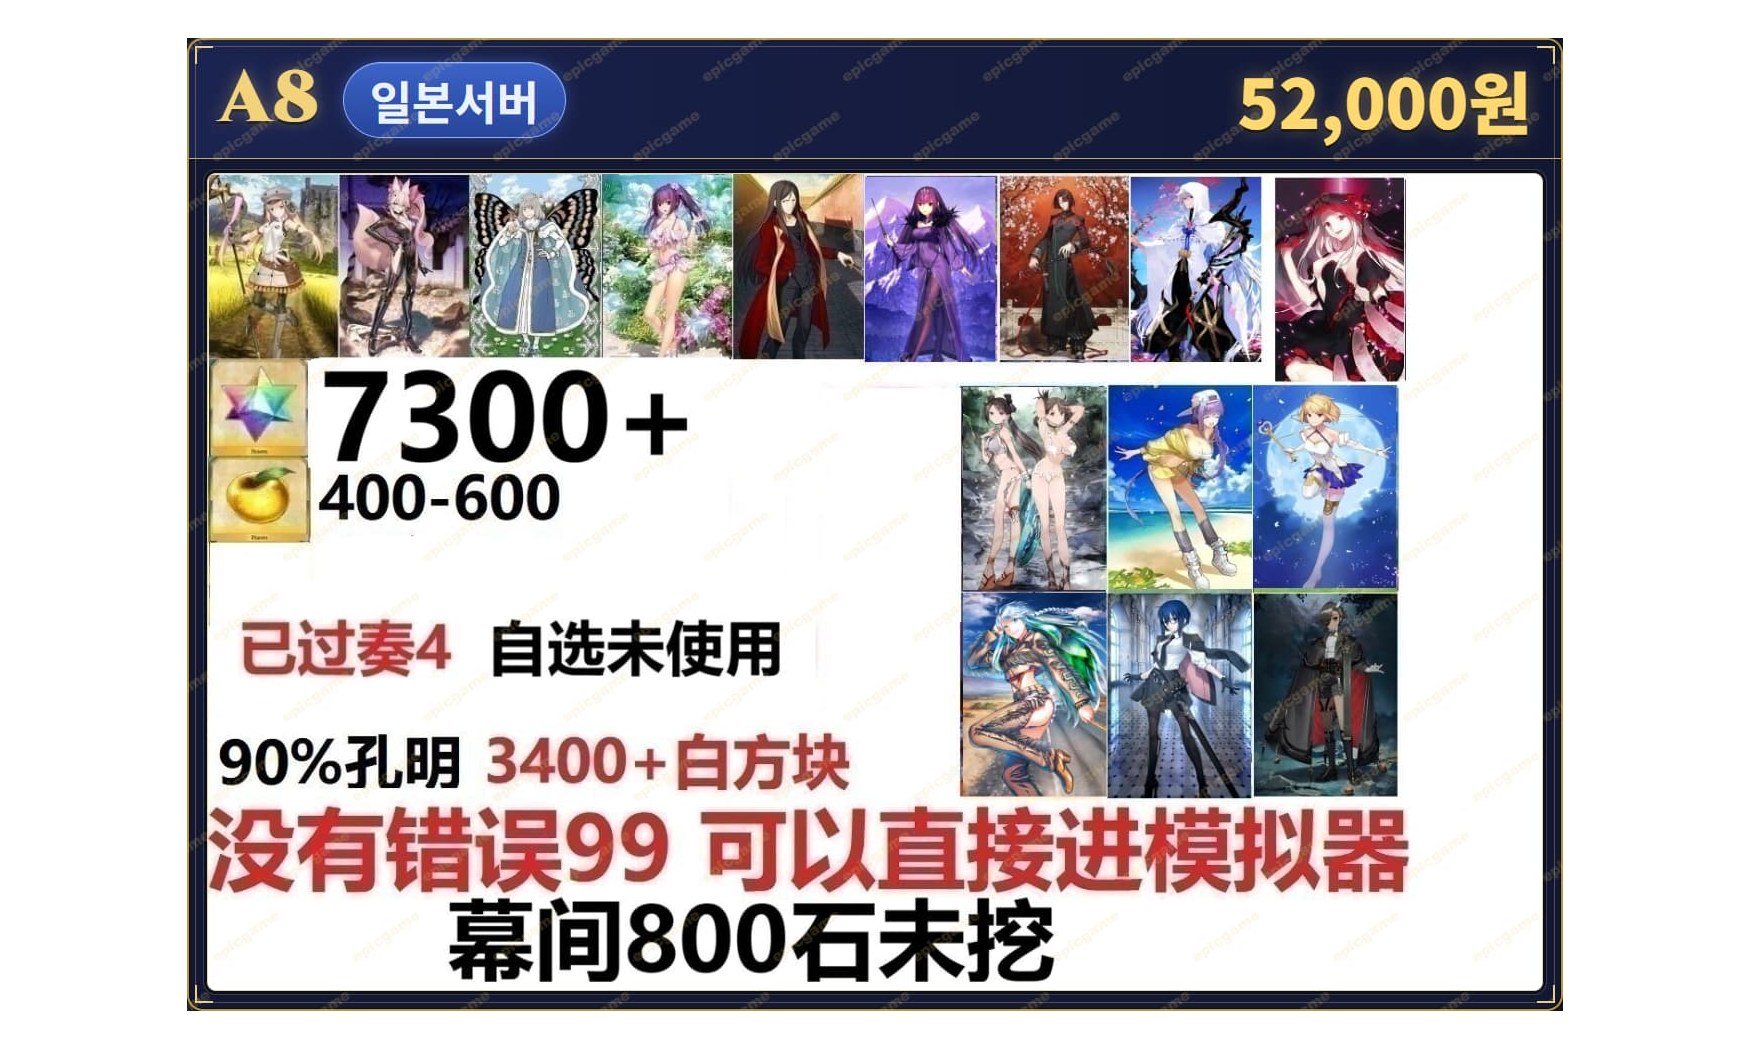 A8 일본서버 52,000원
7300+
400-600
已过奏4 自选未使用
90%孔明 3400+白方块
没有错误99 可以直接进模拟器
幕间800石未挖
epicgame